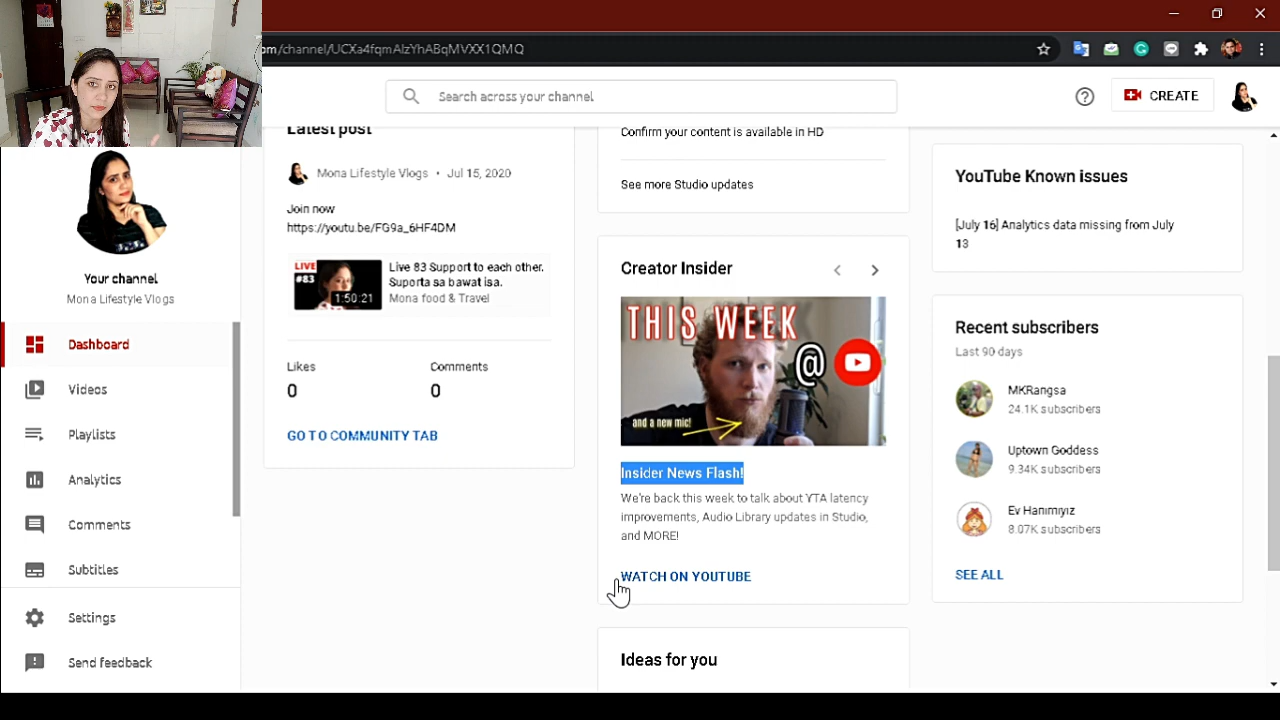 om/channel/UCXa4fqmAIzYhABqMVXX1QMQ
Search across your channel
CREATE
Your channel
Mona Lifestyle Vlogs
Dashboard
Videos
Playlists
Analytics
Comments
Subtitles
Settings
Send feedback
Latest post
Mona Lifestyle Vlogs • Jul 15, 2020
Join now
https://youtu.be/FG9a_6HF4DM
LIVE
#83
1:50:21
Live 83 Support to each other.
Suporta sa bawat isa.
Mona food & Travel
Likes
Comments
0
0
GO TO COMMUNITY TAB
Confirm your content is available in HD
See more Studio updates
Creator Insider
THIS WEEK
@
and a new mic!
Insider News Flash!
We're back this week to talk about YTA latency
improvements, Audio Library updates in Studio,
and MORE!
WATCH ON YOUTUBE
Ideas for you
YouTube Known issues
[July 16] Analytics data missing from July
13
Recent subscribers
Last 90 days
MKRangsa
24.1K subscribers
Uptown Goddess
9.34K subscribers
Ev Hanımıyız
8.07K subscribers
SEE ALL